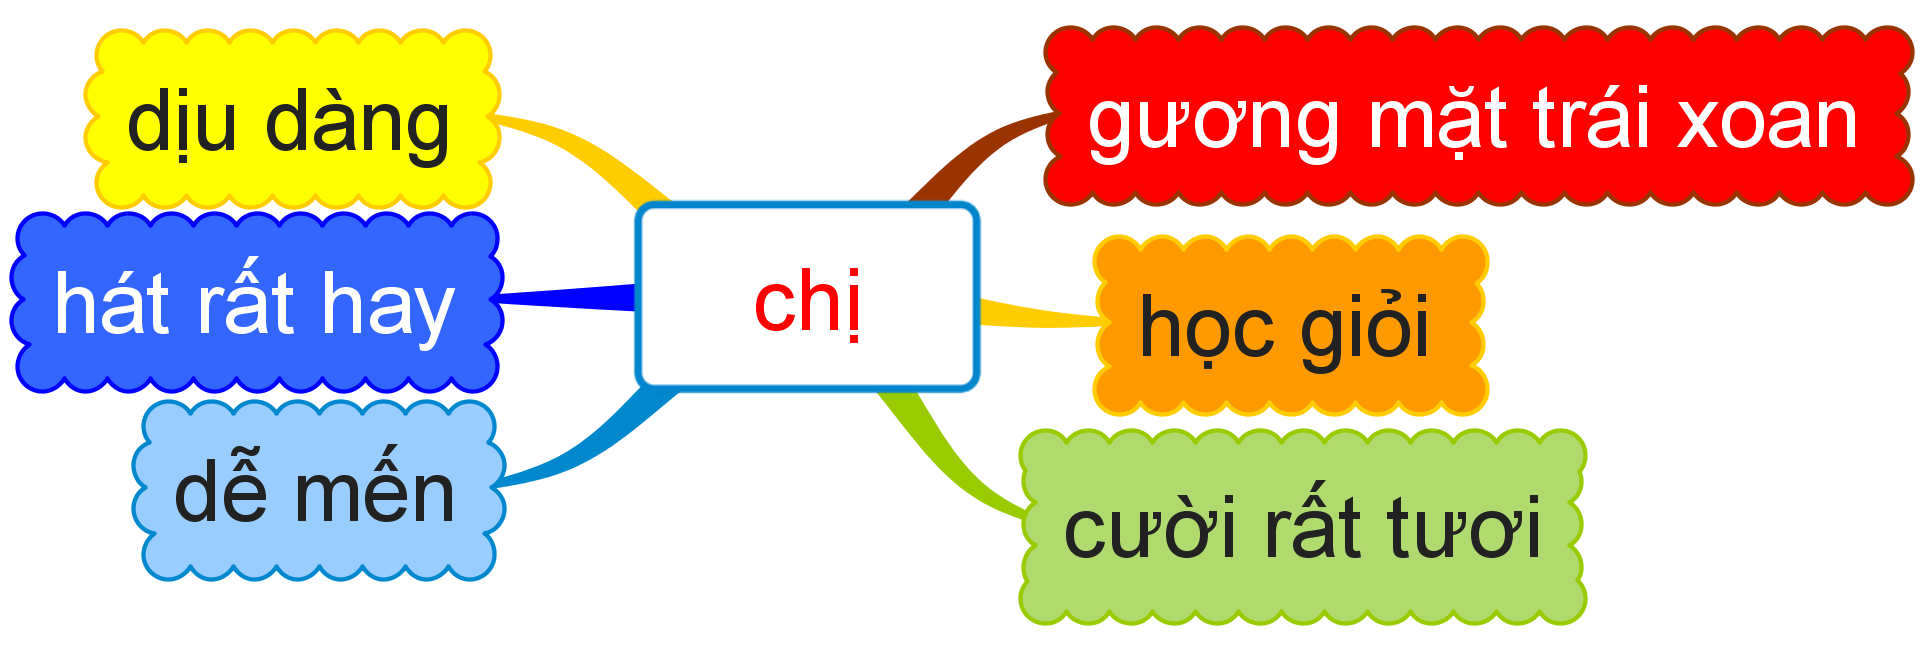 dịu dàng
hát rất hay
dễ mến
chị
gương mặt trái xoan
học giỏi
cười rất tươi